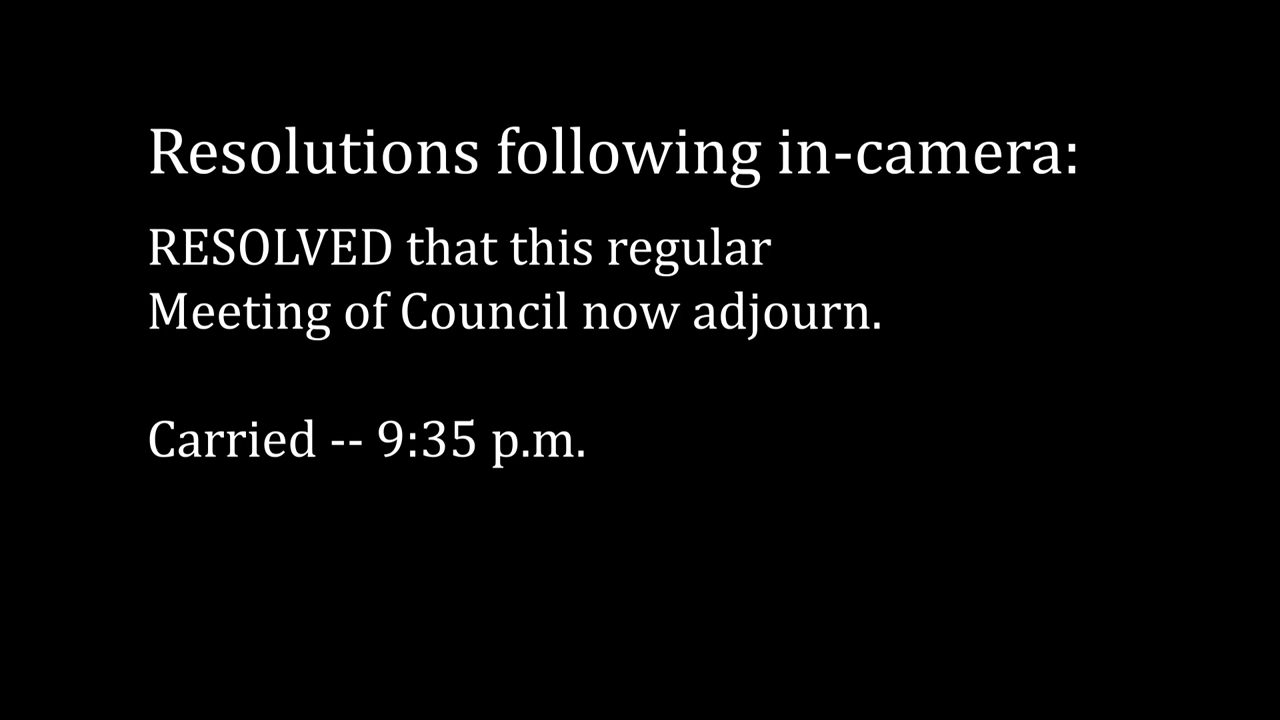 Resolutions following in-camera:
RESOLVED that this regular
Meeting of Council now adjourn.
Carried -- 9:35 p.m.